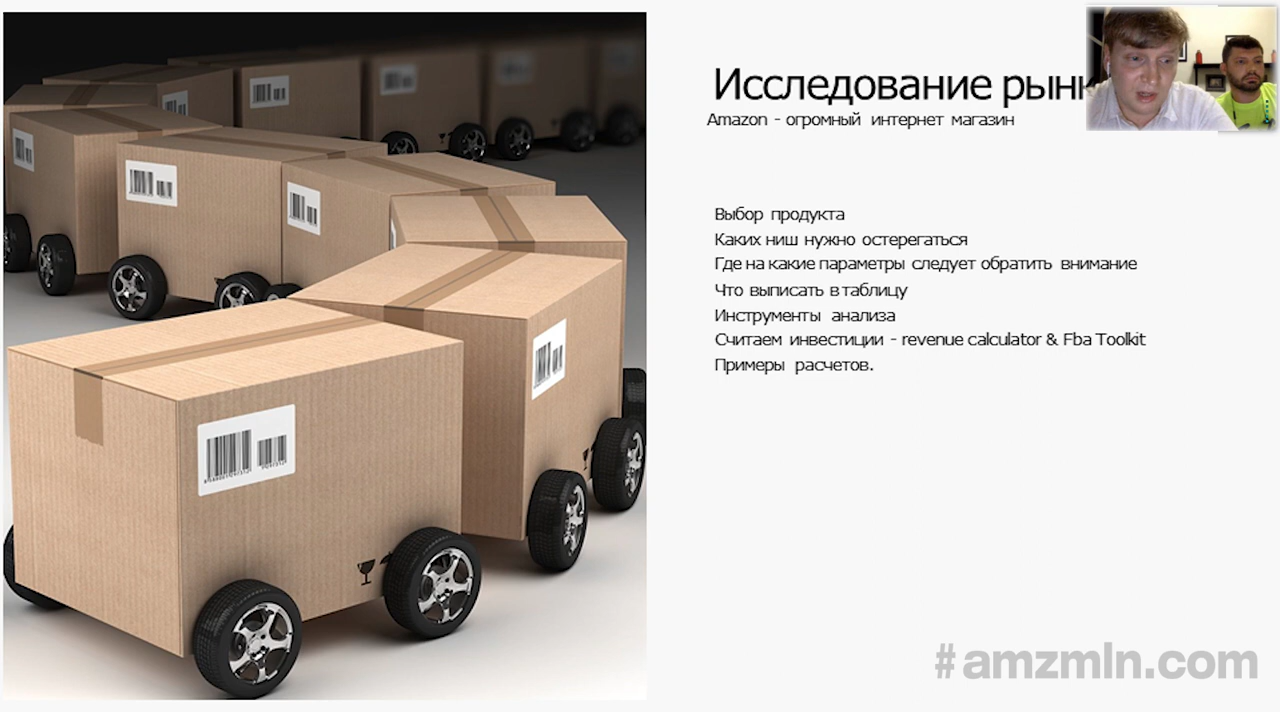 Исследование рынк
Amazon - огромный интернет магазин
Выбор продукта
Каких ниш нужно остерегаться
Где на какие параметры следует обратить внимание
Что выписать в таблицу
Инструменты анализа
Считаем инвестиции - revenue calculator & Fba Toolkit
Примеры расчетов.
#amzmln.com